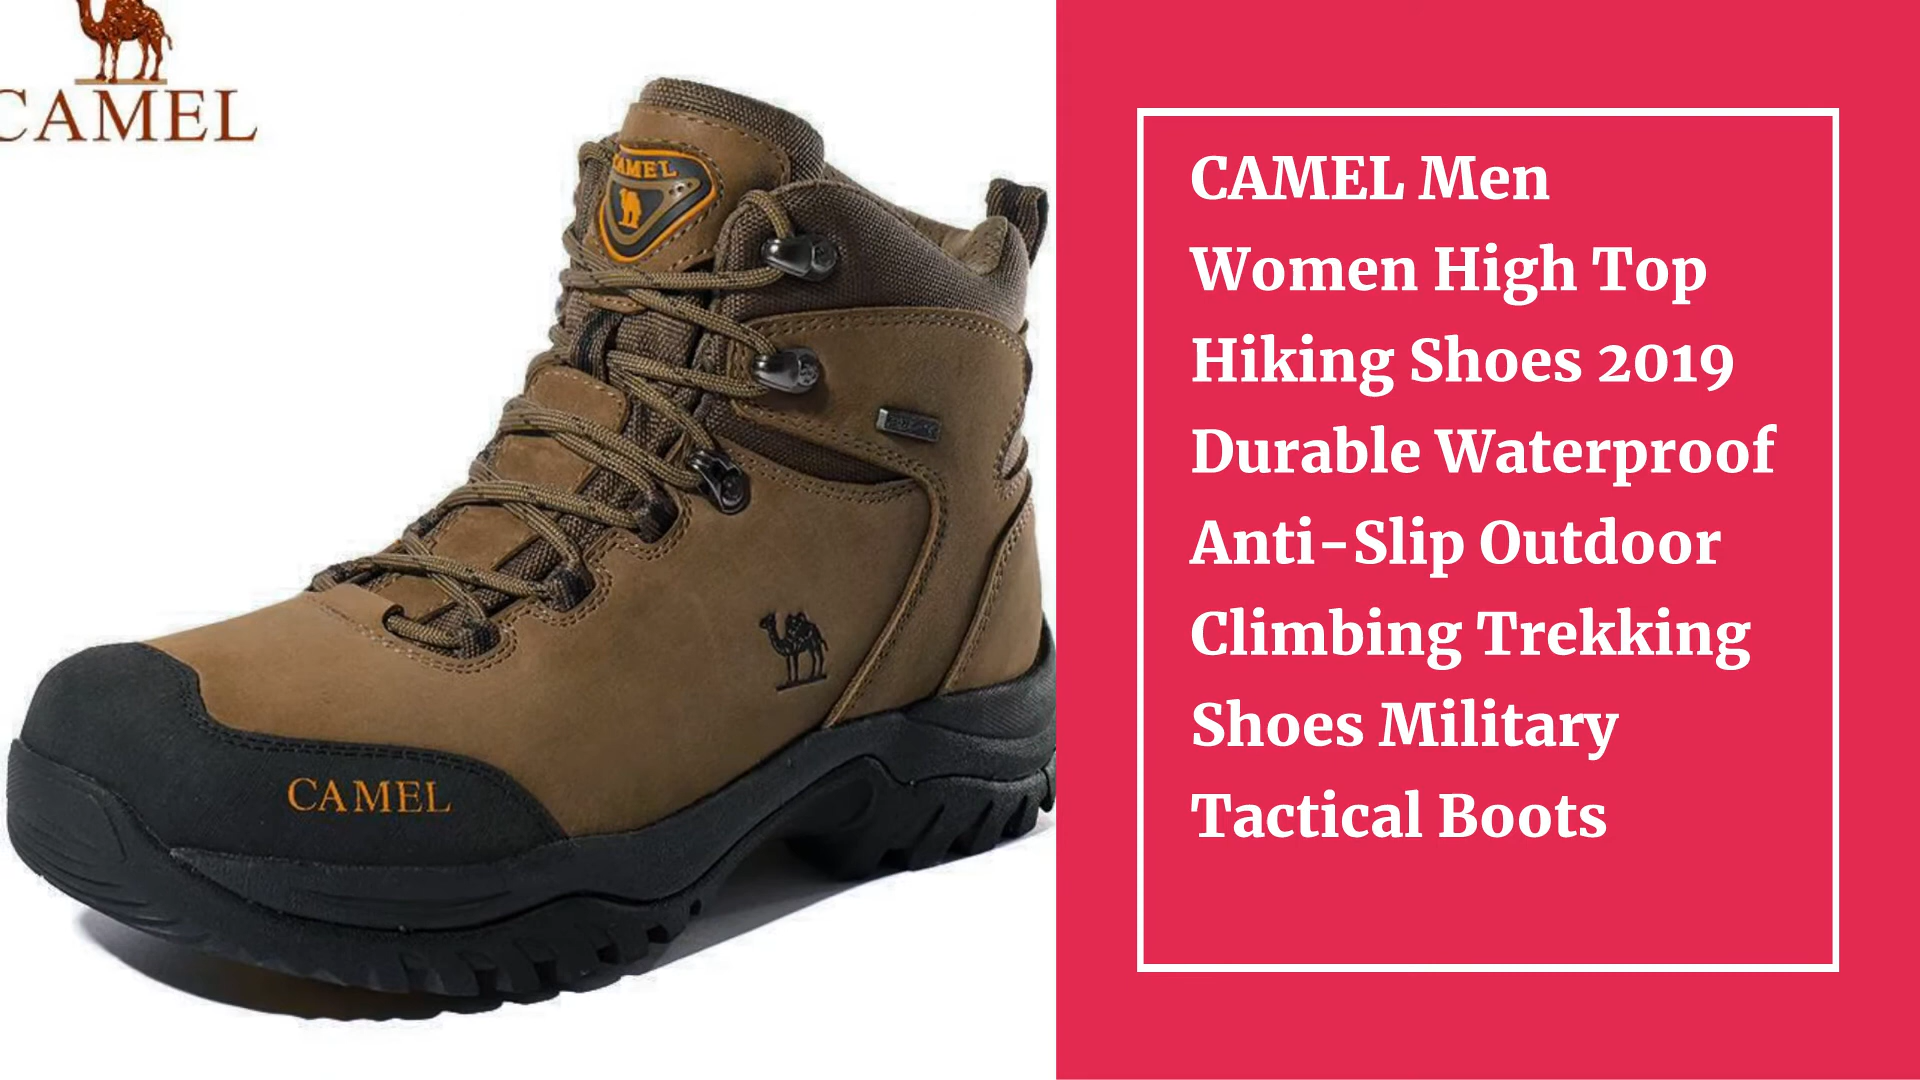 CAMEL
CAMEL
CAMEL
CAMEL Men
Women High Top
Hiking Shoes 2019
Durable Waterproof
Anti-Slip Outdoor
Climbing Trekking
Shoes Military
Tactical Boots